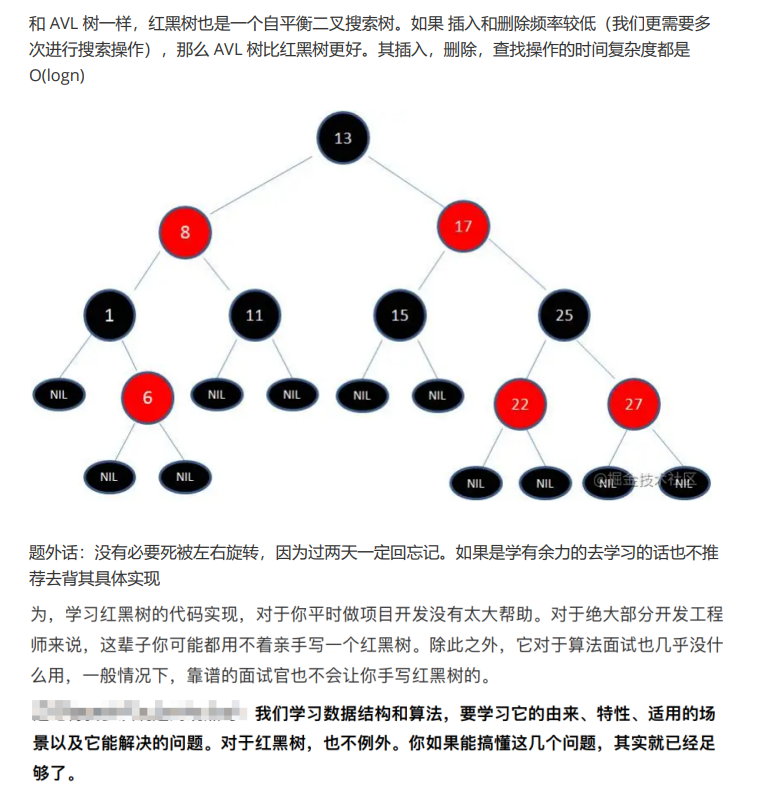 和 AVL 树一样，红黑树也是一个自平衡二叉搜索树。如果 插入和删除频率较低（我们更需要多
次进行搜索操作），那么 AVL 树比红黑树更好。其插入，删除，查找操作的时间复杂度都是
O(logn)
13
8
17
1
11
15
25
NIL
6
NIL
NIL
NIL
NIL
22
27
NIL
NIL
NIL
NIL
NIL
NIL
@掘金技术社区
题外话：没有必要死被左右旋转，因为过两天一定回忘记。如果是学有余力的去学习的话也不推
荐去背其具体实现
为，学习红黑树的代码实现，对于你平时做项目开发没有太大帮助。对于绝大部分开发工程
师来说，这辈子你可能都用不着亲手写一个红黑树。除此之外，它对于算法面试也几乎没什
么用，一般情况下，靠谱的面试官也不会让你手写红黑树的。
我们学习数据结构和算法，要学习它的由来、特性、适用的场
景以及它能解决的问题。对于红黑树，也不例外。你如果能搞懂这几个问题，其实就已经足
够了。